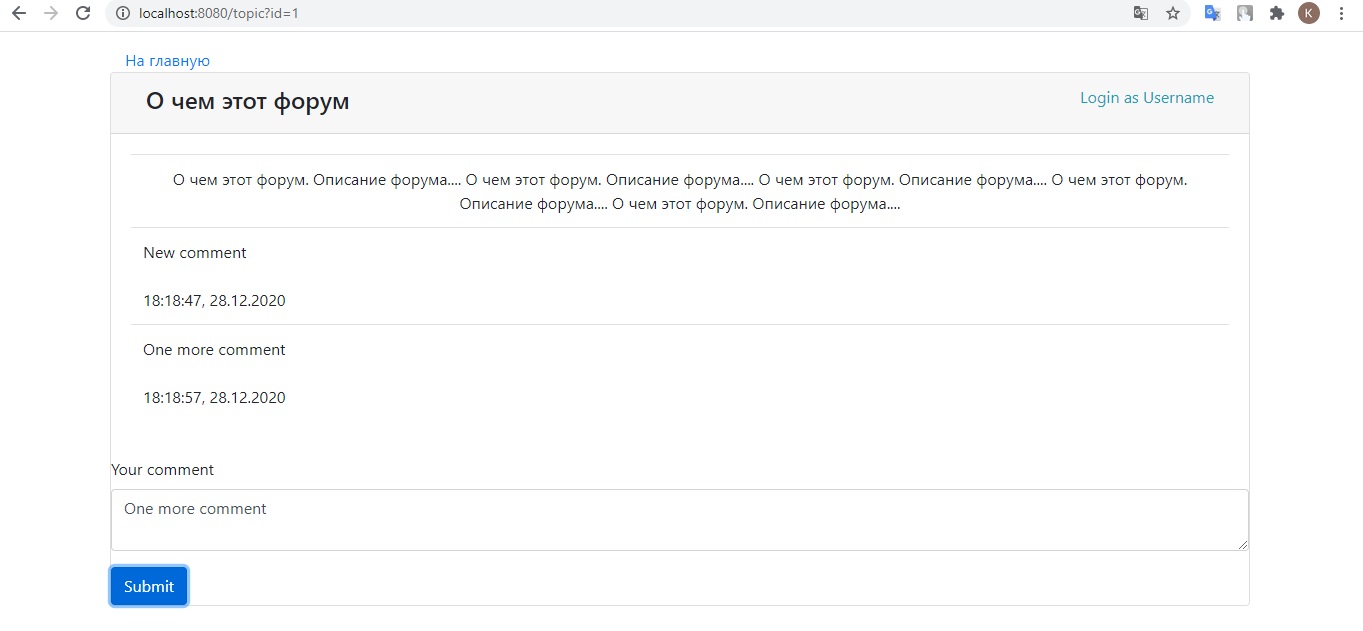 localhost:8080/topic?id=1
K
На главную
О чем этот форум
Login as Username
О чем этот форум. Описание форума.... О чем этот форум. Описание форума.... О чем этот форум. Описание форума.... О чем этот форум.
Описание форума.... О чем этот форум. Описание форума....
New comment
18:18:47, 28.12.2020
One more comment
18:18:57, 28.12.2020
Your comment
One more comment
Submit